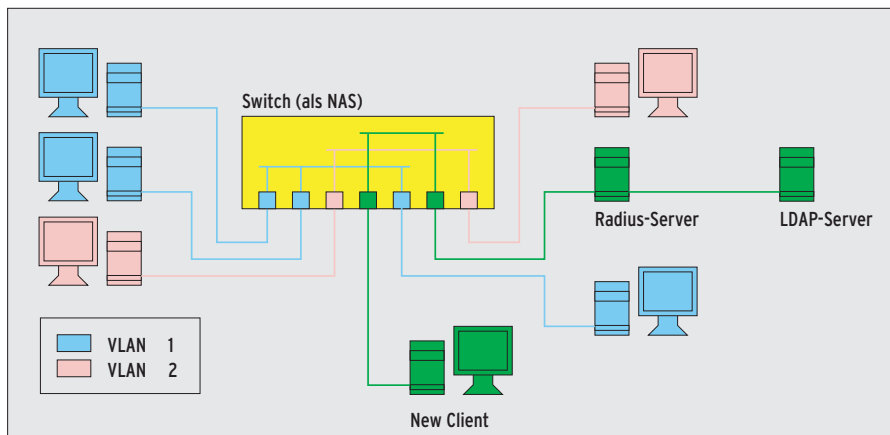 Switch (als NAS)
Radius-Server
LDAP-Server
VLAN 1
VLAN 2
New Client